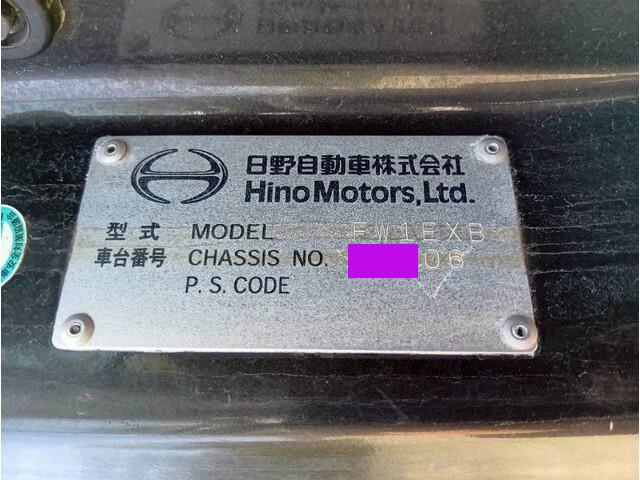 日野自動車株式会社
Hino Motors, Ltd.
型式 MODEL FW1EXB
車台番号 CHASSIS NO. 06
P. S. CODE